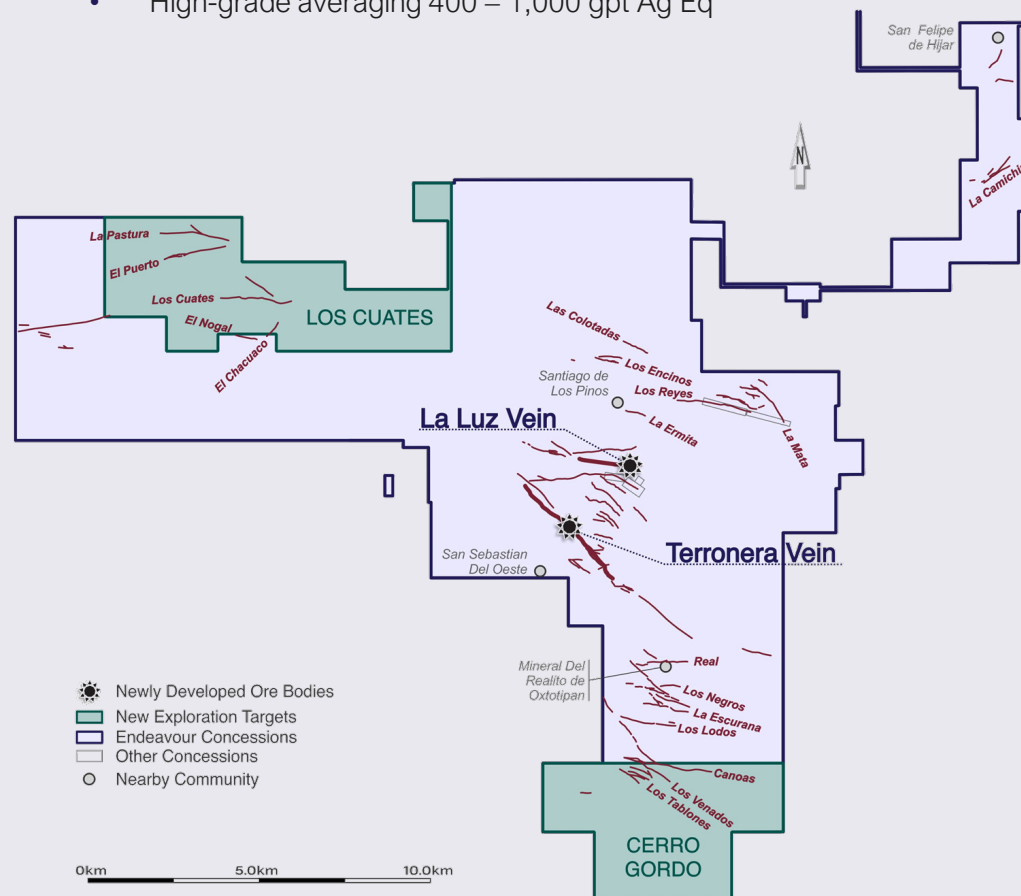 • High-grade averaging 400 – 1,000 gpt Ag Eq
San Felipe
de Hijar
N
La Pastura
El Puerto
Los Cuates
El Nogal
El Chacuaco
LOS CUATES
Las Colotadas
Los Encinos
Los Reyes
La Ermita
La Mata
Santiago de
Los Pinos
La Luz Vein
Terronera Vein
San Sebastian
Del Oeste
Mineral Del
Realito de
Oxtotipan
Real
Los Negros
La Escurana
Los Lodos
Canoas
Los Venados
Los Tablones
CERRO
GORDO
Newly Developed Ore Bodies
New Exploration Targets
Endeavour Concessions
Other Concessions
Nearby Community
0km 5.0km 10.0km